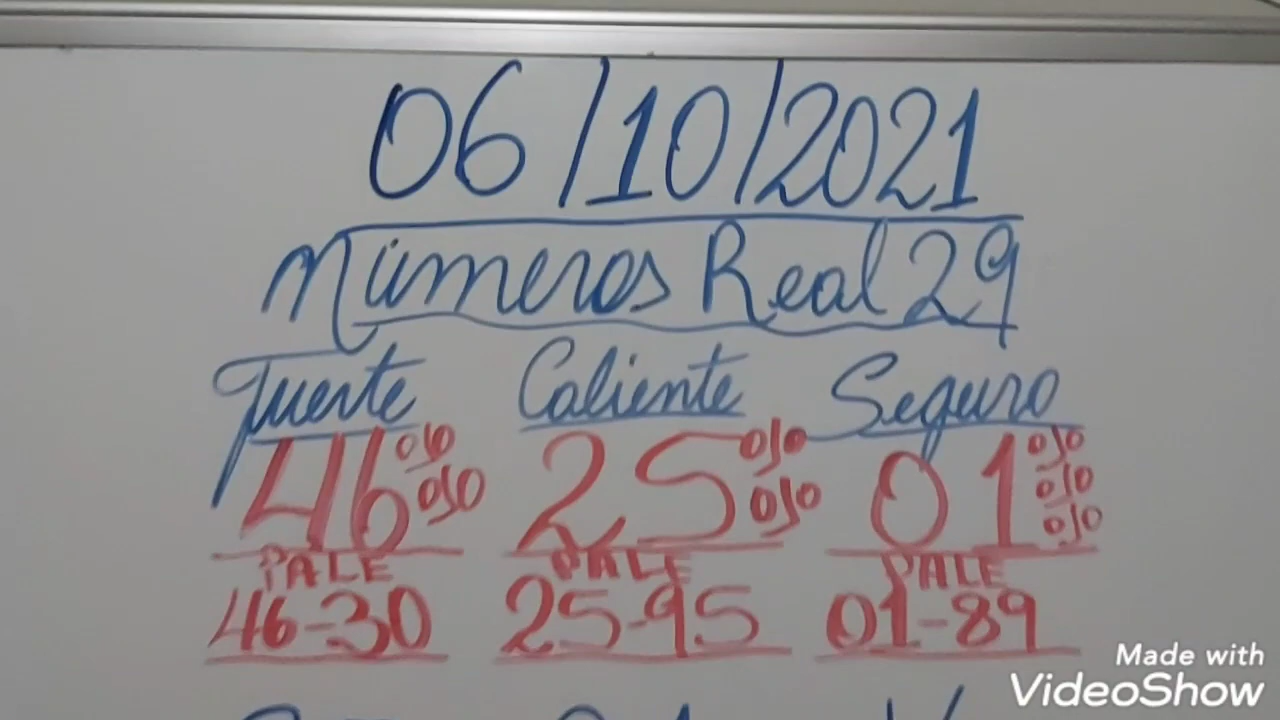 06/10/2021
Números Real 29
Fuerte Caliente Seguro
46 % % 25 % % 01 % % %
PALE PALE PALE
46-30 25-95 01-89
Made with
VideoShow